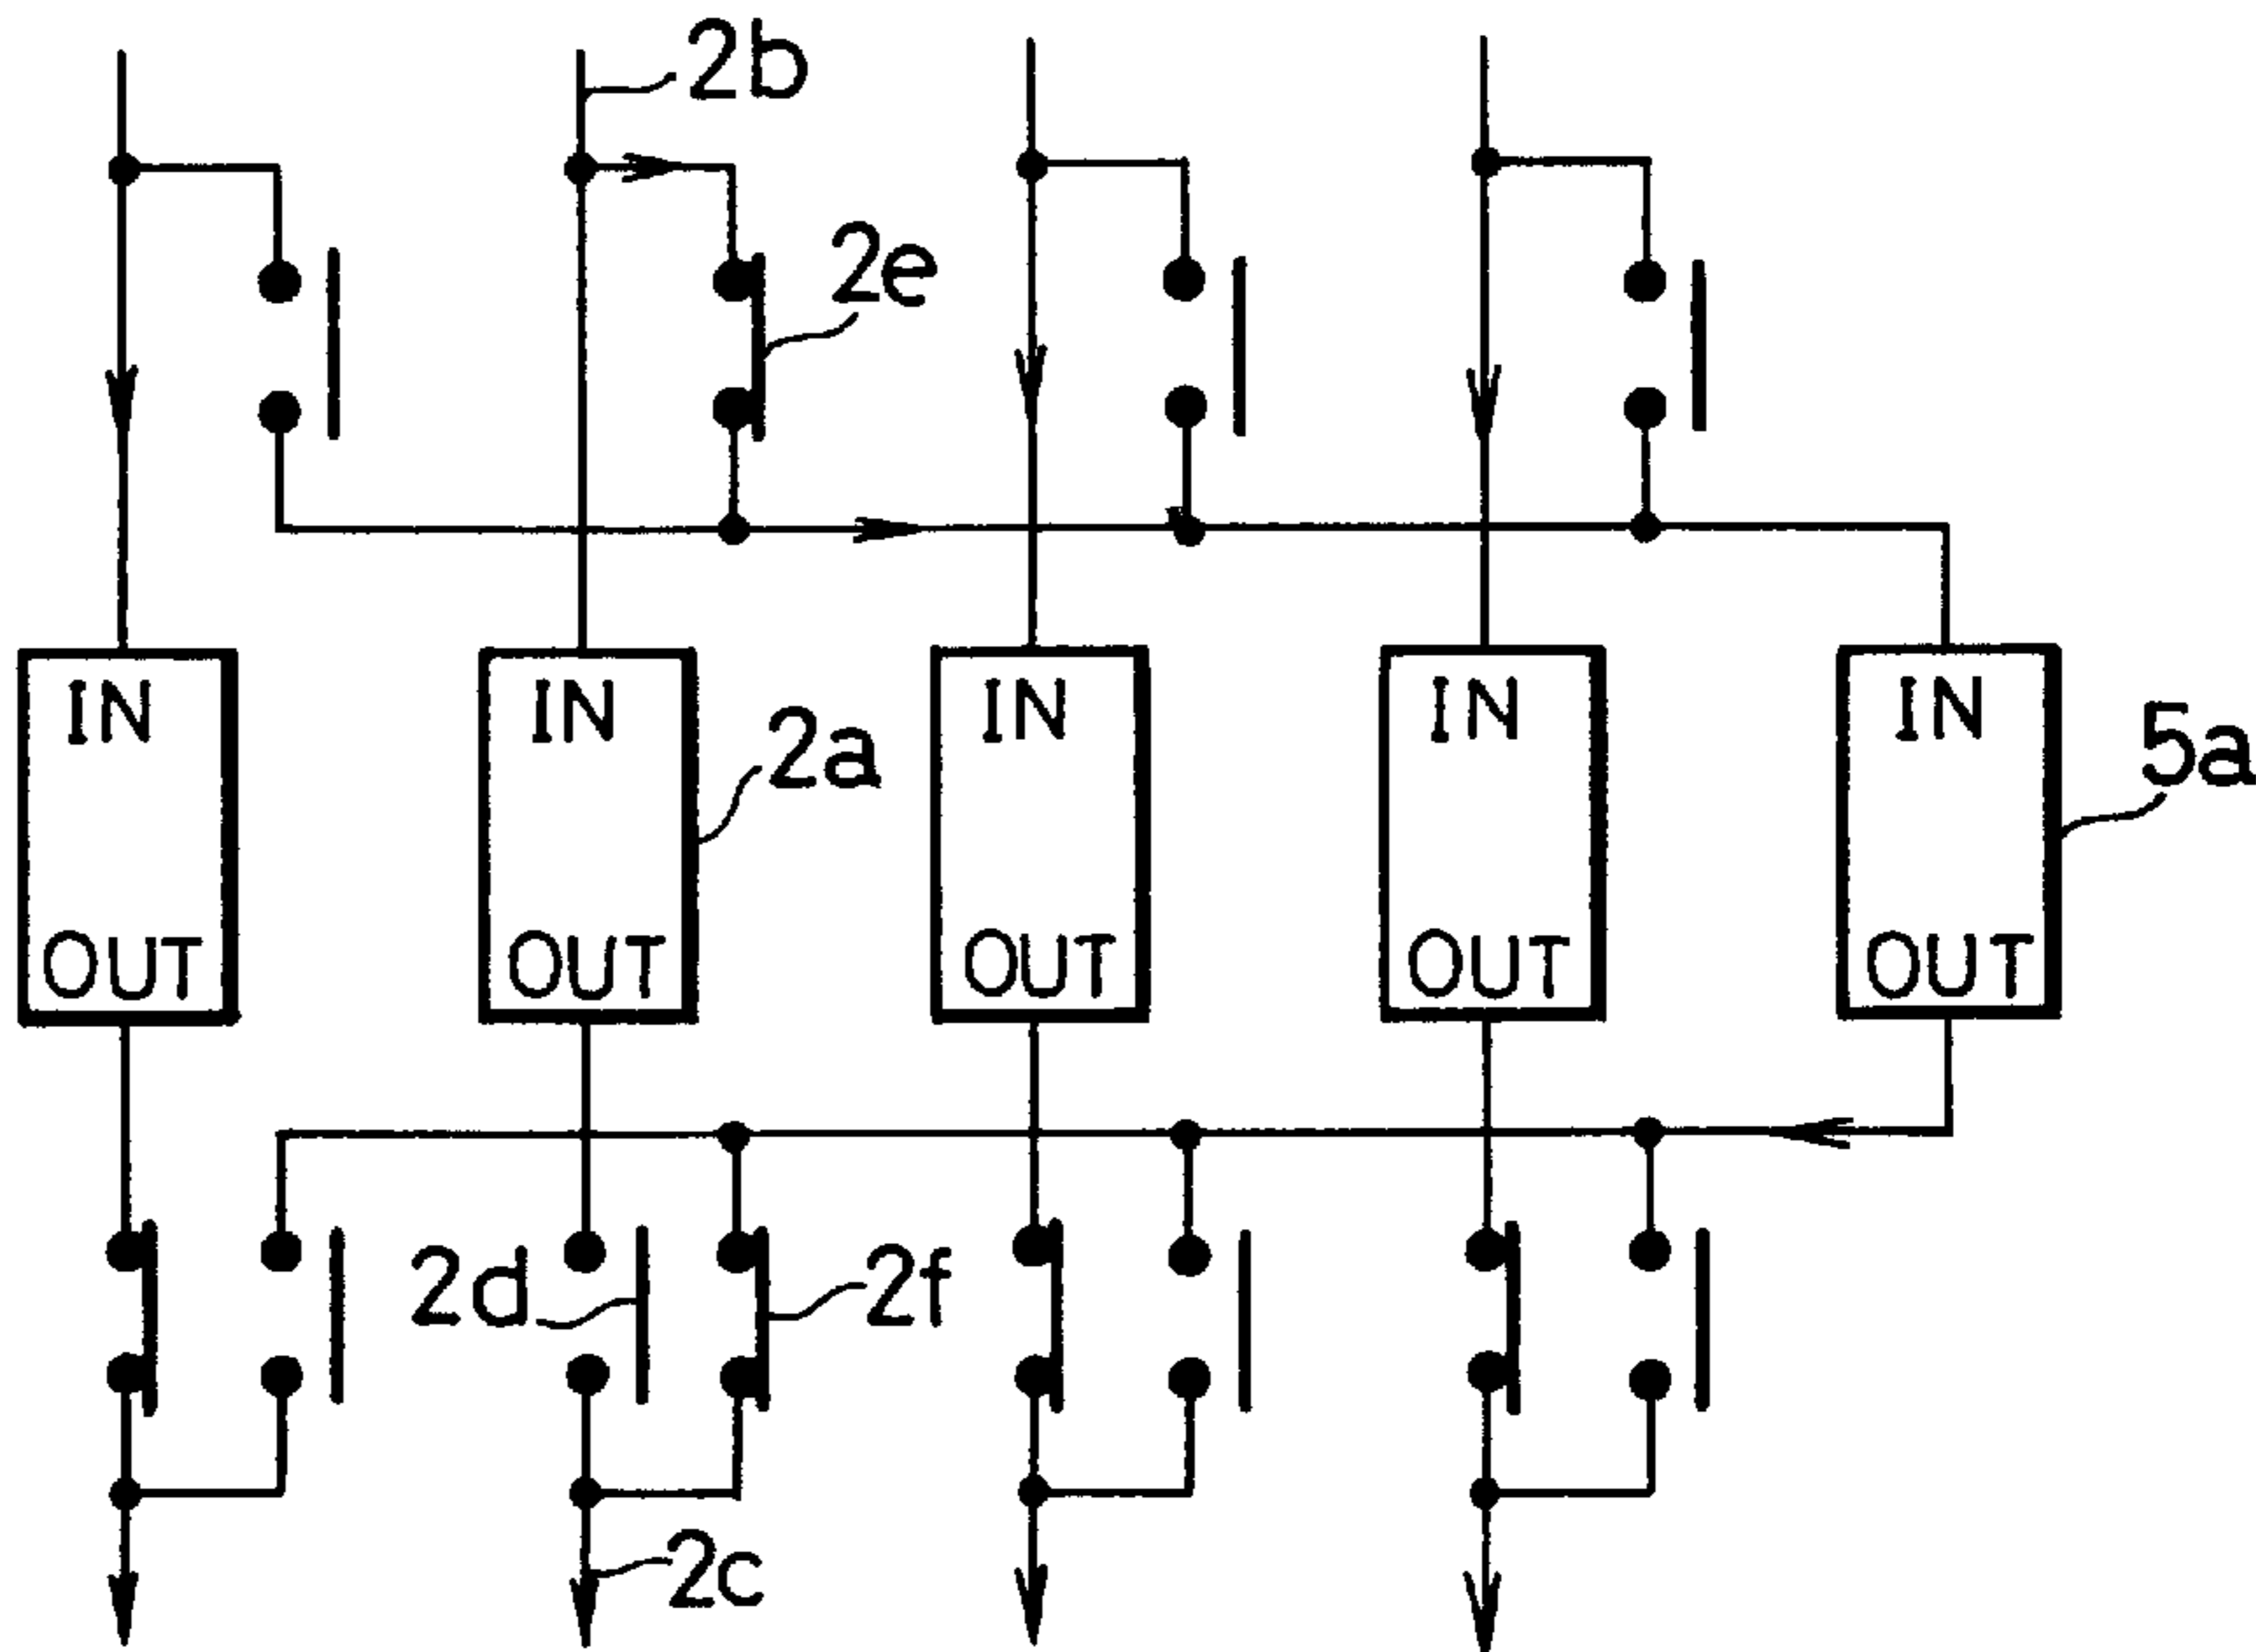 2b
2e
IN IN IN IN IN
2a 5a
OUT OUT OUT OUT OUT
2d 2f
2c